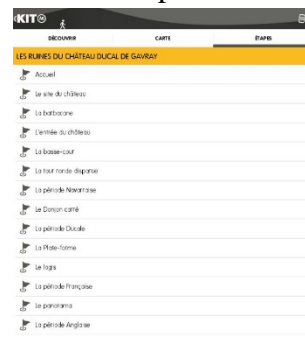 KIT
DÉCOUVRIR CARTE ÉTAPES
LES RUINES DU CHÂTEAU DUCAL DE GAVRAY
Accueil
Le site du château
La barbacane
L'entrée du château
La basse-cour
La tour ronde disparue
La période Navarraise
Le Donjon carré
La période Ducale
La Plate-forme
Le logis
La période Française
Le panorama
La période Anglaise